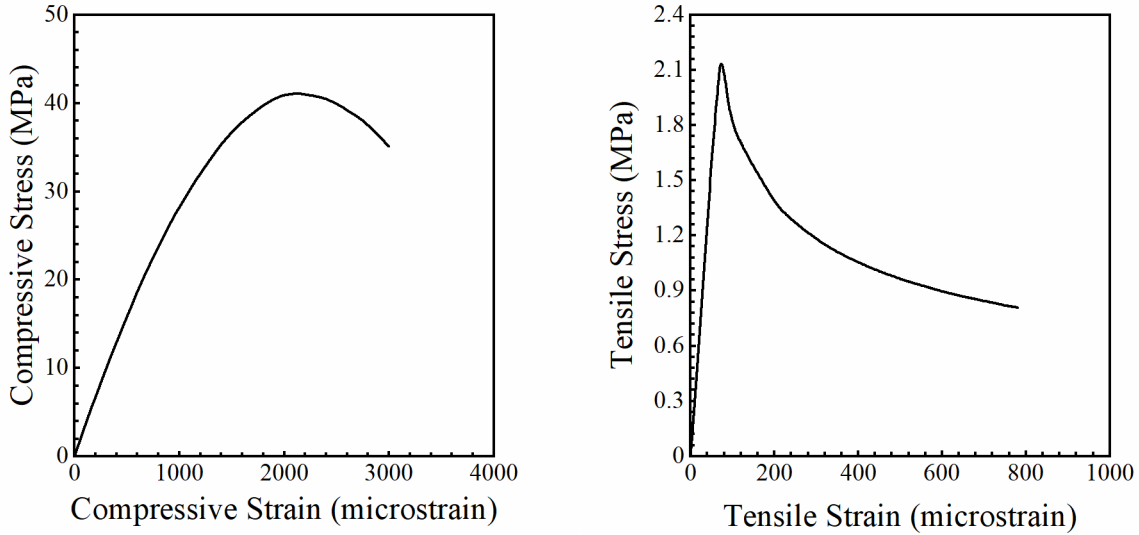 50
40
30
20
10
0
0 1000 2000 3000 4000
Compressive Strain (microstrain)
Compressive Stress (MPa)
2.4
2.1
1.8
1.5
1.2
0.9
0.6
0.3
0
0 200 400 600 800 1000
Tensile Strain (microstrain)
Tensile Stress (MPa)